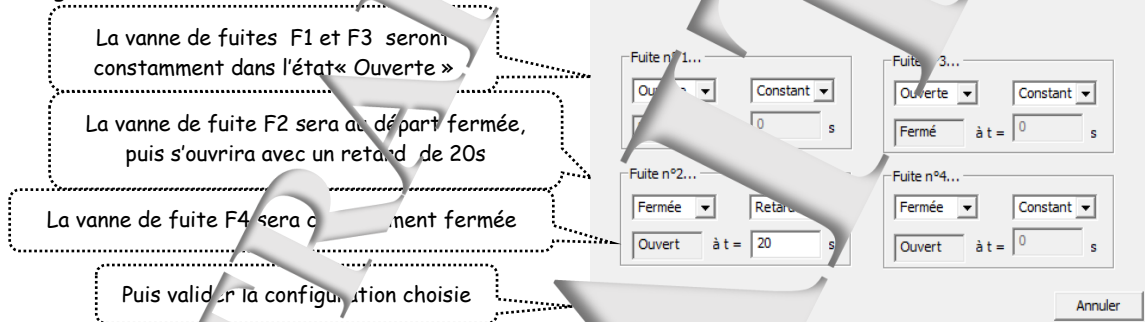 La vanne de fuites F1 et F3 seront
constamment dans l'état« Ouverte »
La vanne de fuite F2 sera au départ fermée,
puis s'ouvrira avec un retard de 20s
La vanne de fuite F4 sera fermée
Puis valider la configuration choisie
Fuite
Constant
0 s
Fuite n°2...
Fermée
Ouvert à t = 20 s
Fuite
Ouverte Constant
Fermé à t = 0 s
Fuite n°4...
Fermée Constant
Ouvert à t = 0 s
Annuler